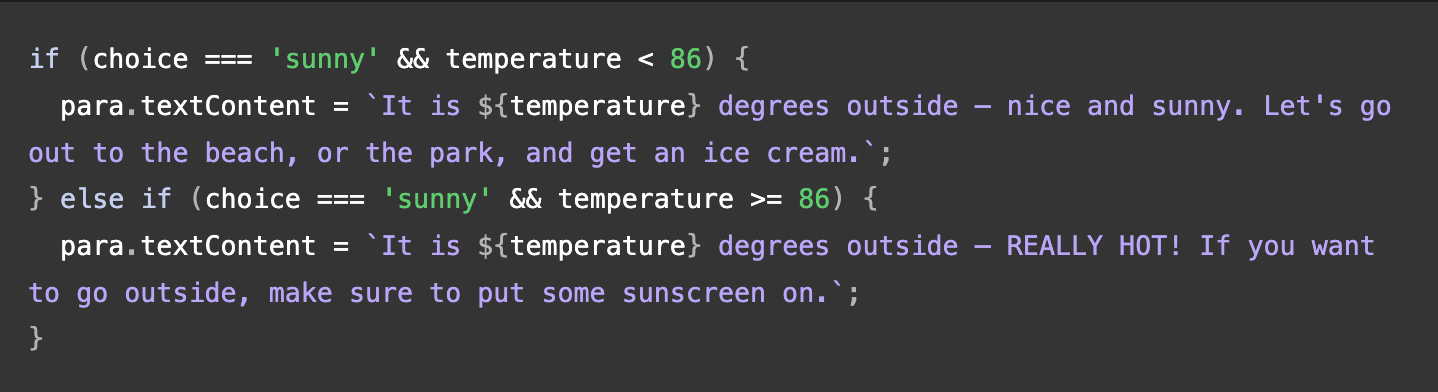 if (choice === 'sunny' && temperature < 86) {
  para.textContent = `It is ${temperature} degrees outside — nice and sunny. Let's go
out to the beach, or the park, and get an ice cream.`;
} else if (choice === 'sunny' && temperature >= 86) {
  para.textContent = `It is ${temperature} degrees outside — REALLY HOT! If you want
to go outside, make sure to put some sunscreen on.`;
}